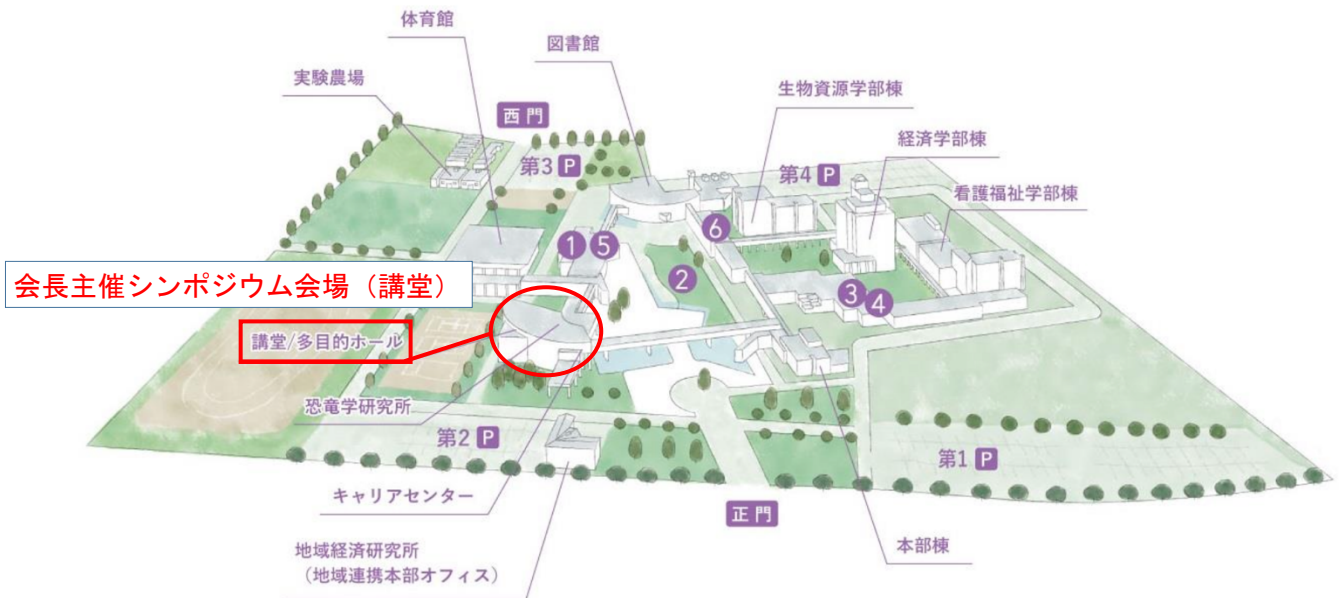 体育館
図書館
実験農場
西門
生物資源学部棟
経済学部棟
第3 P
第4 P
看護福祉学部棟
6
1 5
2
会長主催シンポジウム会場（講堂）
3
4
講堂/多目的ホール
恐竜学研究所
第2 P
第1 P
キャリアセンター
正門
本部棟
地域経済研究所
（地域連携本部オフィス）